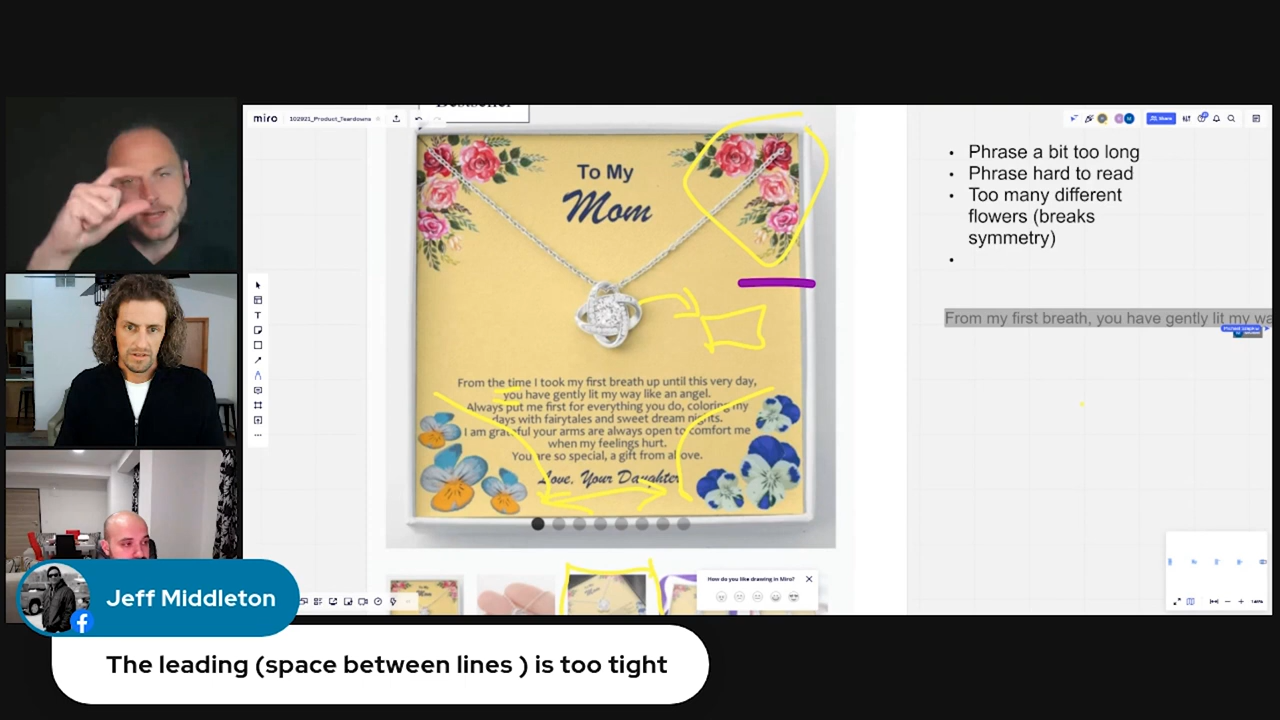 Bestseller
miro
102921_Product_Teardowns
Share
To My
Mom
From the time I took my first breath up until this very day,
you have gently lit my way like an angel.
Always put me first for everything you do, coloring my
days with fairytales and sweet dream nights.
I am grateful your arms are always open to comfort me
when my feelings hurt.
You are so special, a gift from above.
Love, Your Daughter
• Phrase a bit too long
• Phrase hard to read
• Too many different
flowers (breaks
symmetry)
•
From my first breath, you have gently lit my wa
How do you like drawing in Miro?
Jeff Middleton
The leading (space between lines ) is too tight